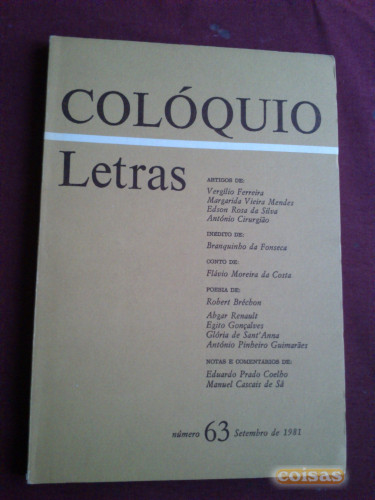 COLÓQUIO
Letras
ARTIGOS DE:
Vergílio Ferreira
Margarida Vieira Mendes
Edson Rosa da Silva
António Cirurgião
INÉDITO DE:
Branquinho da Fonseca
CONTO DE:
Flávio Moreira da Costa
POESIA DE:
Robert Bréchon
Abgar Renault
Egito Gonçalves
Glória de Sant'Anna
António Pinheiro Guimarães
NOTAS E COMENTÁRIOS DE:
Eduardo Prado Coelho
Manuel Cascais de Sá
número 63 Setembro de 1981
coisas